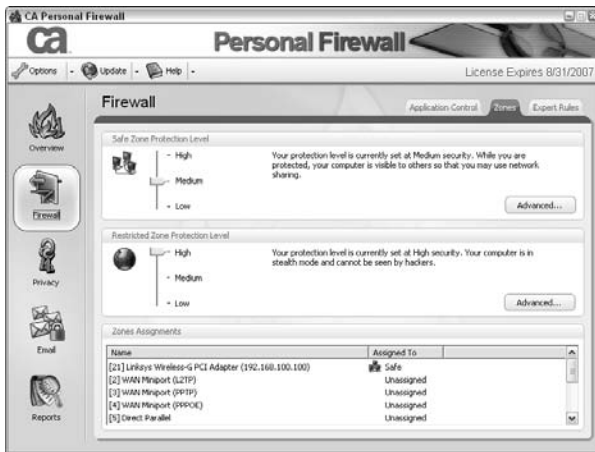 CA Personal Firewall
ca
Personal Firewall
Options
Update
Help
License Expires 8/31/2007
Overview
Firewall
Privacy
Email
Reports
Firewall
Application Control
Zones
Expert Rules
Safe Zone Protection Level
- High
- Medium
- Low
Your protection level is currently set at Medium security. While you are
protected, your computer is visible to others so that you may use network
sharing.
Advanced...
Restricted Zone Protection Level
- High
- Medium
- Low
Your protection level is currently set at High security. Your computer is in
stealth mode and cannot be seen by hackers.
Advanced...
Zones Assignments
Name Assigned To
[21] Linksys Wireless-G PCI Adapter (192.168.100.100) Safe
[2] WAN Miniport (L2TP) Unassigned
[3] WAN Miniport (PPTP) Unassigned
[4] WAN Miniport (PPPOE) Unassigned
[5] Direct Parallel Unassigned